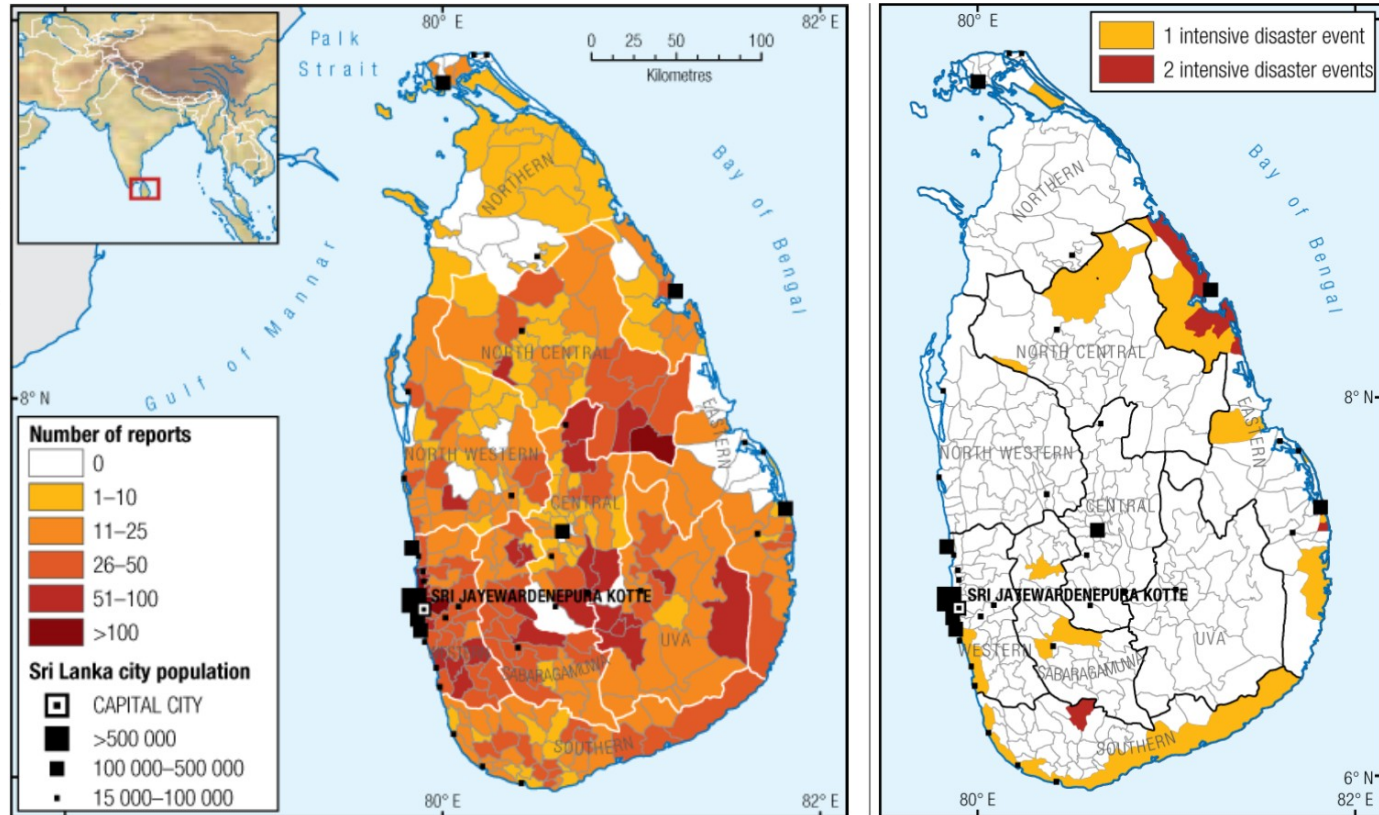 80° E
82° E
Palk
Strait
0 25 50 100
Kilometres
Bay of Bengal
Gulf of Mannar
NORTHERN
NORTH CENTRAL
8° N
EASTERN
NORTH WESTERN
CENTRAL
SRI JAYEWARDENEPURA KOTTE
UVA
SABARAGAMUWA
SOUTHERN
Number of reports
0
1–10
11–25
26–50
51–100
>100
Sri Lanka city population
CAPITAL CITY
>500 000
100 000–500 000
15 000–100 000
80° E
82° E
80° E
1 intensive disaster event
2 intensive disaster events
Bay of Bengal
NORTHERN
NORTH CENTRAL
8° N
EASTERN
NORTH WESTERN
CENTRAL
SRI JAYEWARDENEPURA KOTTE
WESTERN
UVA
SABARAGAMUWA
SOUTHERN
6° N
80° E
82° E